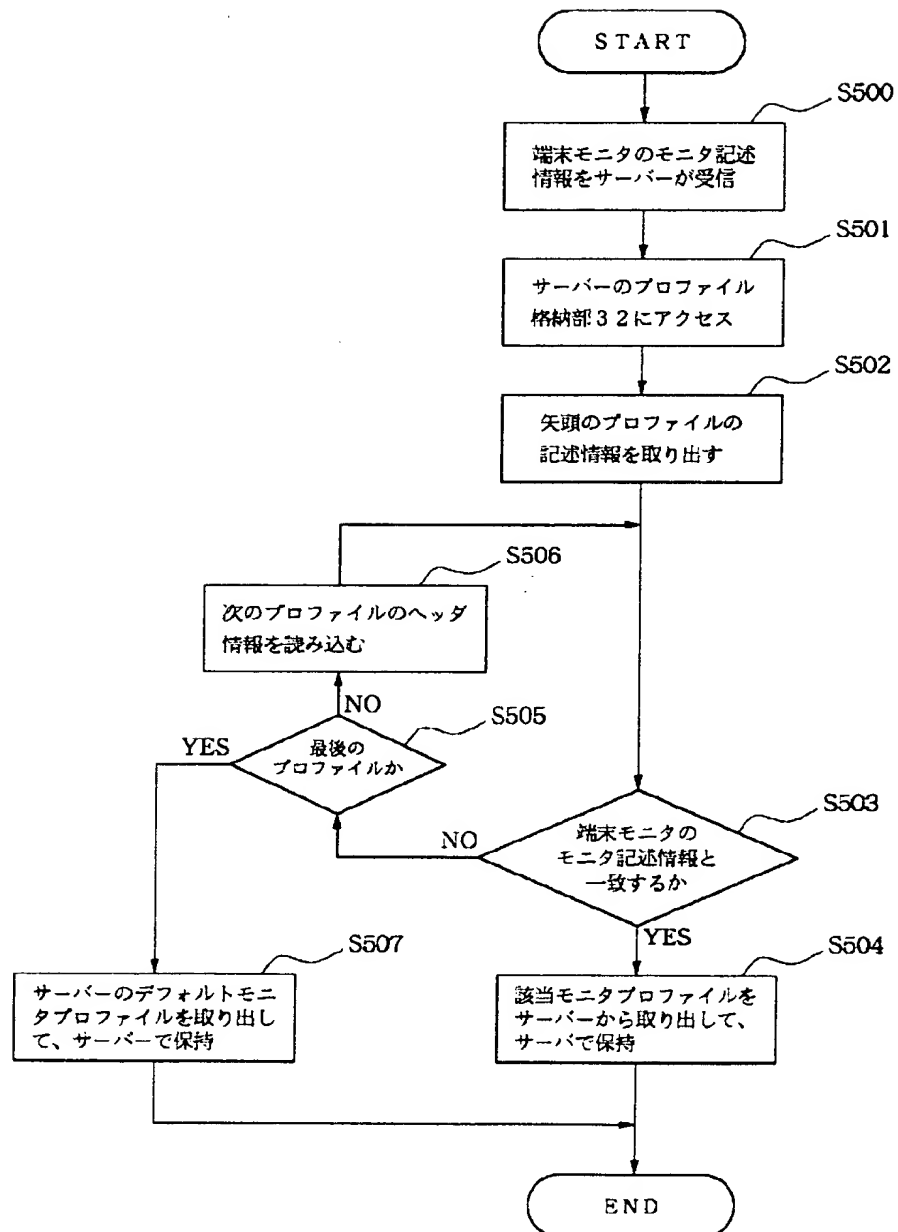 START
S500
端末モニタのモニタ記述
情報をサーバーが受信
S501
サーバーのプロファイル
格納部32にアクセス
S502
矢頭のプロファイルの
記述情報を取り出す
S506
次のプロファイルのヘッダ
情報を読み込む
NO
S505
YES
最後の
プロファイルか
S503
NO
端末モニタの
モニタ記述情報と
一致するか
YES
S507
S504
サーバーのデフォルトモニ
タプロファイルを取り出し
て、サーバーで保持
該当モニタプロファイルを
サーバーから取り出して、
サーバで保持
END